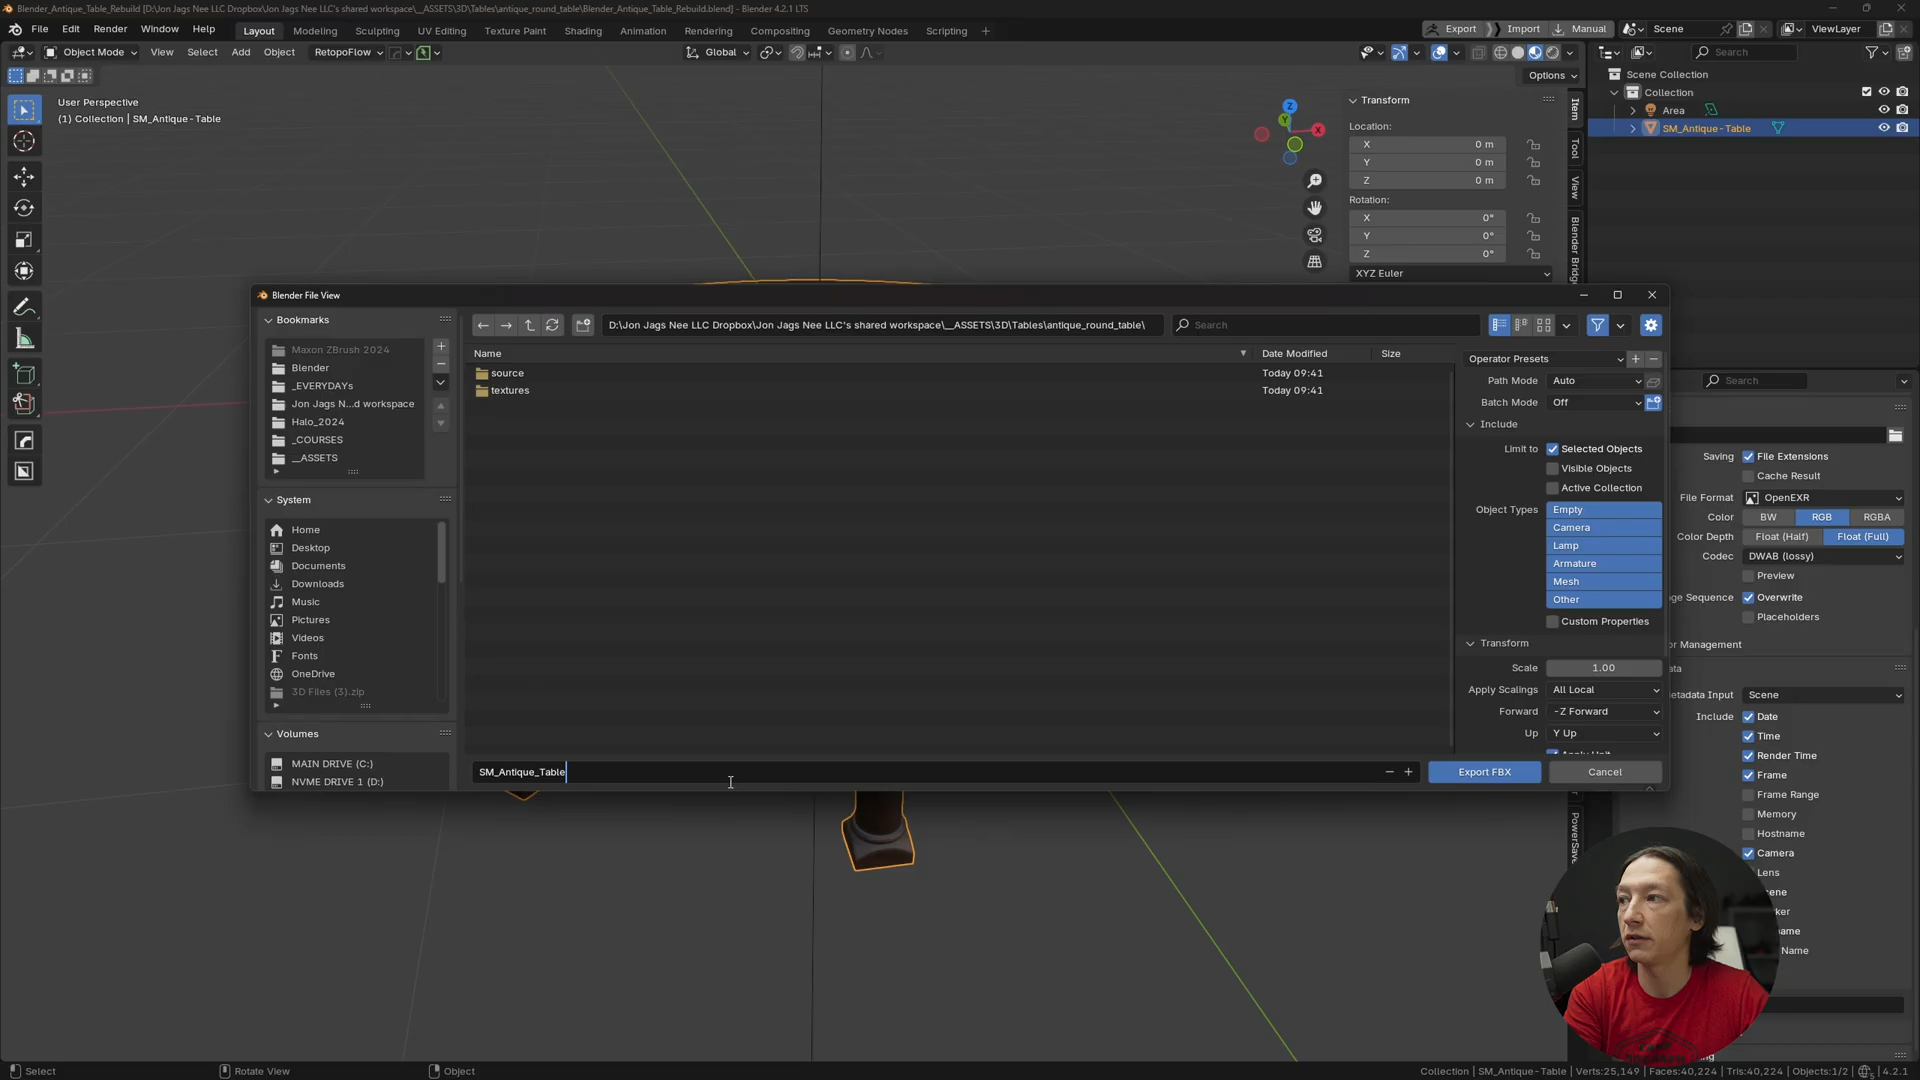 Blender_Antique_Table_Rebuild [D:\Jon Jags Nee LLC Dropbox\Jon Jags Nee LLC's shared workspace\__ASSETS\3D\Tables\antique_round_table\Blender_Antique_Table_Rebuild.blend] - Blender 4.2.1 LTS
File Edit Render Window Help Layout Modeling Sculpting UV Editing Texture Paint Shading Animation Rendering Compositing Geometry Nodes Scripting + Export Import Manual Scene ViewLayer
Object Mode View Select Add Object RetopoFlow Global Search
Options
User Perspective
(1) Collection | SM_Antique-Table
Z
Y
X
Transform
Location:
X 0 m
Y 0 m
Z 0 m
Rotation:
X 0°
Y 0°
Z 0°
XYZ Euler
Item
Tool
View
Blender Bridge
Scene Collection
Collection
Area
SM_Antique-Table
Blender File View
Bookmarks
Maxon ZBrush 2024
Blender
_EVERYDAYs
Jon Jags N...d workspace
Halo_2024
_COURSES
__ASSETS
System
Home
Desktop
Documents
Downloads
Music
Pictures
Videos
Fonts
OneDrive
3D Files (3).zip
Volumes
MAIN DRIVE (C:)
NVME DRIVE 1 (D:)
D:\Jon Jags Nee LLC Dropbox\Jon Jags Nee LLC's shared workspace\__ASSETS\3D\Tables\antique_round_table\
Search
Name Date Modified Size
source Today 09:41
textures Today 09:41
SM_Antique_Table
Operator Presets
Path Mode Auto
Batch Mode Off
Include
Limit to Selected Objects
Visible Objects
Active Collection
Object Types Empty
Camera
Lamp
Armature
Mesh
Other
Custom Properties
Transform
Scale 1.00
Apply Scalings All Local
Forward -Z Forward
Up Y Up
Export FBX
Cancel
Search
Saving File Extensions
Cache Result
File Format OpenEXR
Color BW RGB RGBA
Color Depth Float (Half) Float (Full)
Codec DWAB (lossy)
Preview
ge Sequence Overwrite
Placeholders
or Management
ata
etadata Input Scene
Include Date
Time
Render Time
Frame
Frame Range
Memory
Hostname
Camera
Lens
ene
ker
ame
Name
Select
Rotate View
Object
Collection | SM_Antique-Table | Verts:25,149 | Faces:40,224 | Tris:40,224 | Objects:1/2 | 4.2.1